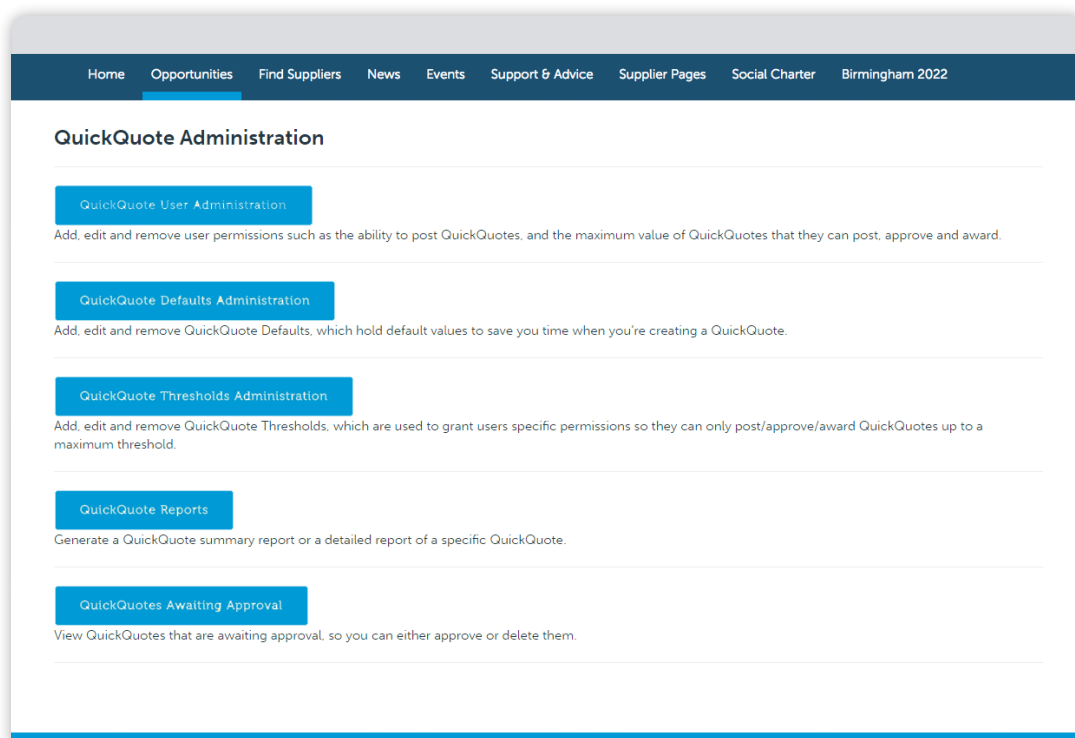 Home Opportunities Find Suppliers News Events Support & Advice Supplier Pages Social Charter Birmingham 2022
QuickQuote Administration
QuickQuote User Administration
Add, edit and remove user permissions such as the ability to post QuickQuotes, and the maximum value of QuickQuotes that they can post, approve and award.
QuickQuote Defaults Administration
Add, edit and remove QuickQuote Defaults, which hold default values to save you time when you're creating a QuickQuote.
QuickQuote Thresholds Administration
Add, edit and remove QuickQuote Thresholds, which are used to grant users specific permissions so they can only post/approve/award QuickQuotes up to a
maximum threshold.
QuickQuote Reports
Generate a QuickQuote summary report or a detailed report of a specific QuickQuote.
QuickQuotes Awaiting Approval
View QuickQuotes that are awaiting approval, so you can either approve or delete them.